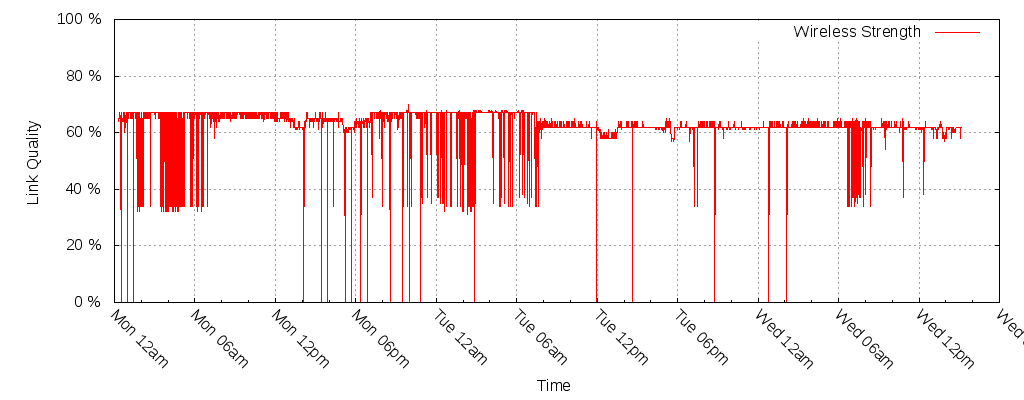 100 %
Wireless Strength
80 %
60 %
40 %
20 %
0 %
Link Quality
Mon 12am
Mon 06am
Mon 12pm
Mon 06pm
Tue 12am
Tue 06am
Tue 12pm
Tue 06pm
Wed 12am
Wed 06am
Wed 12pm
Time